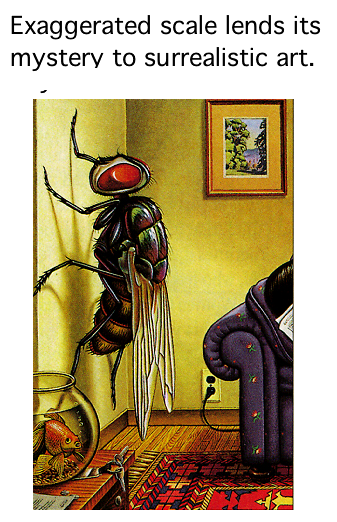 Exaggerated scale lends its
mystery to surrealistic art.